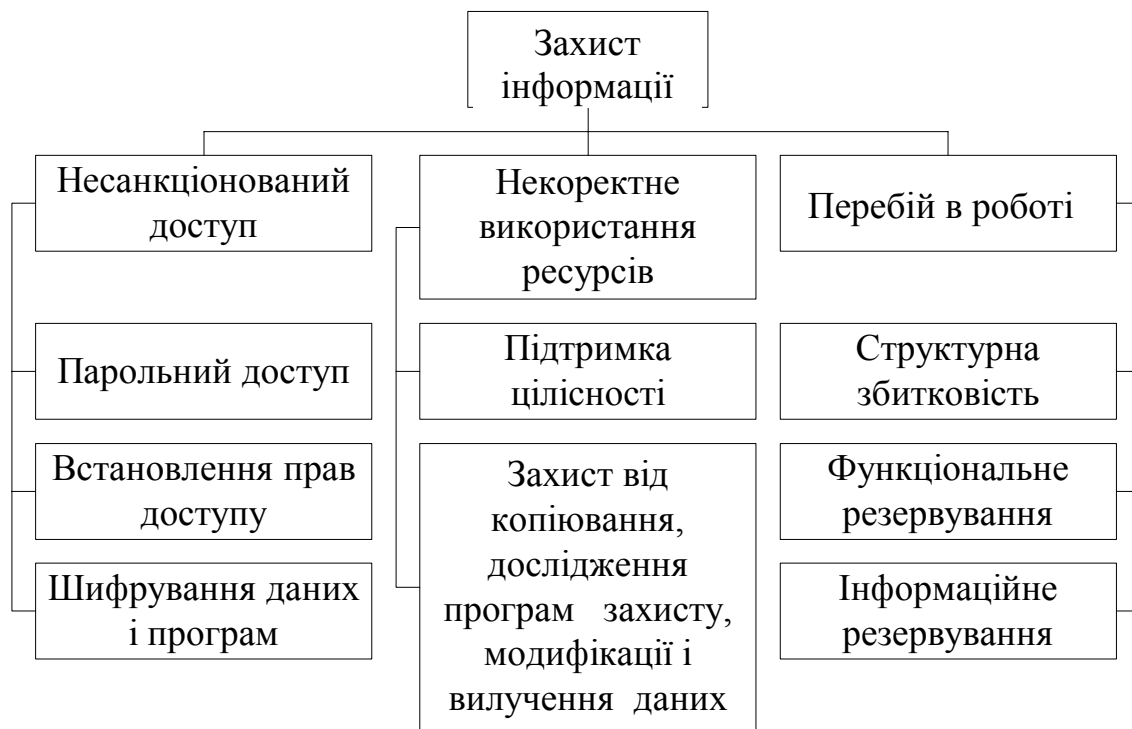 Захист
інформації
Несанкціонований
доступ
Некоректне
використання
ресурсів
Перебій в роботі
Парольний доступ
Підтримка
цілісності
Структурна
збитковість
Встановлення прав
доступу
Захист від
копіювання,
дослідження
програм захисту,
модифікації і
вилучення даних
Функціональне
резервування
Шифрування даних
і програм
Інформаційне
резервування